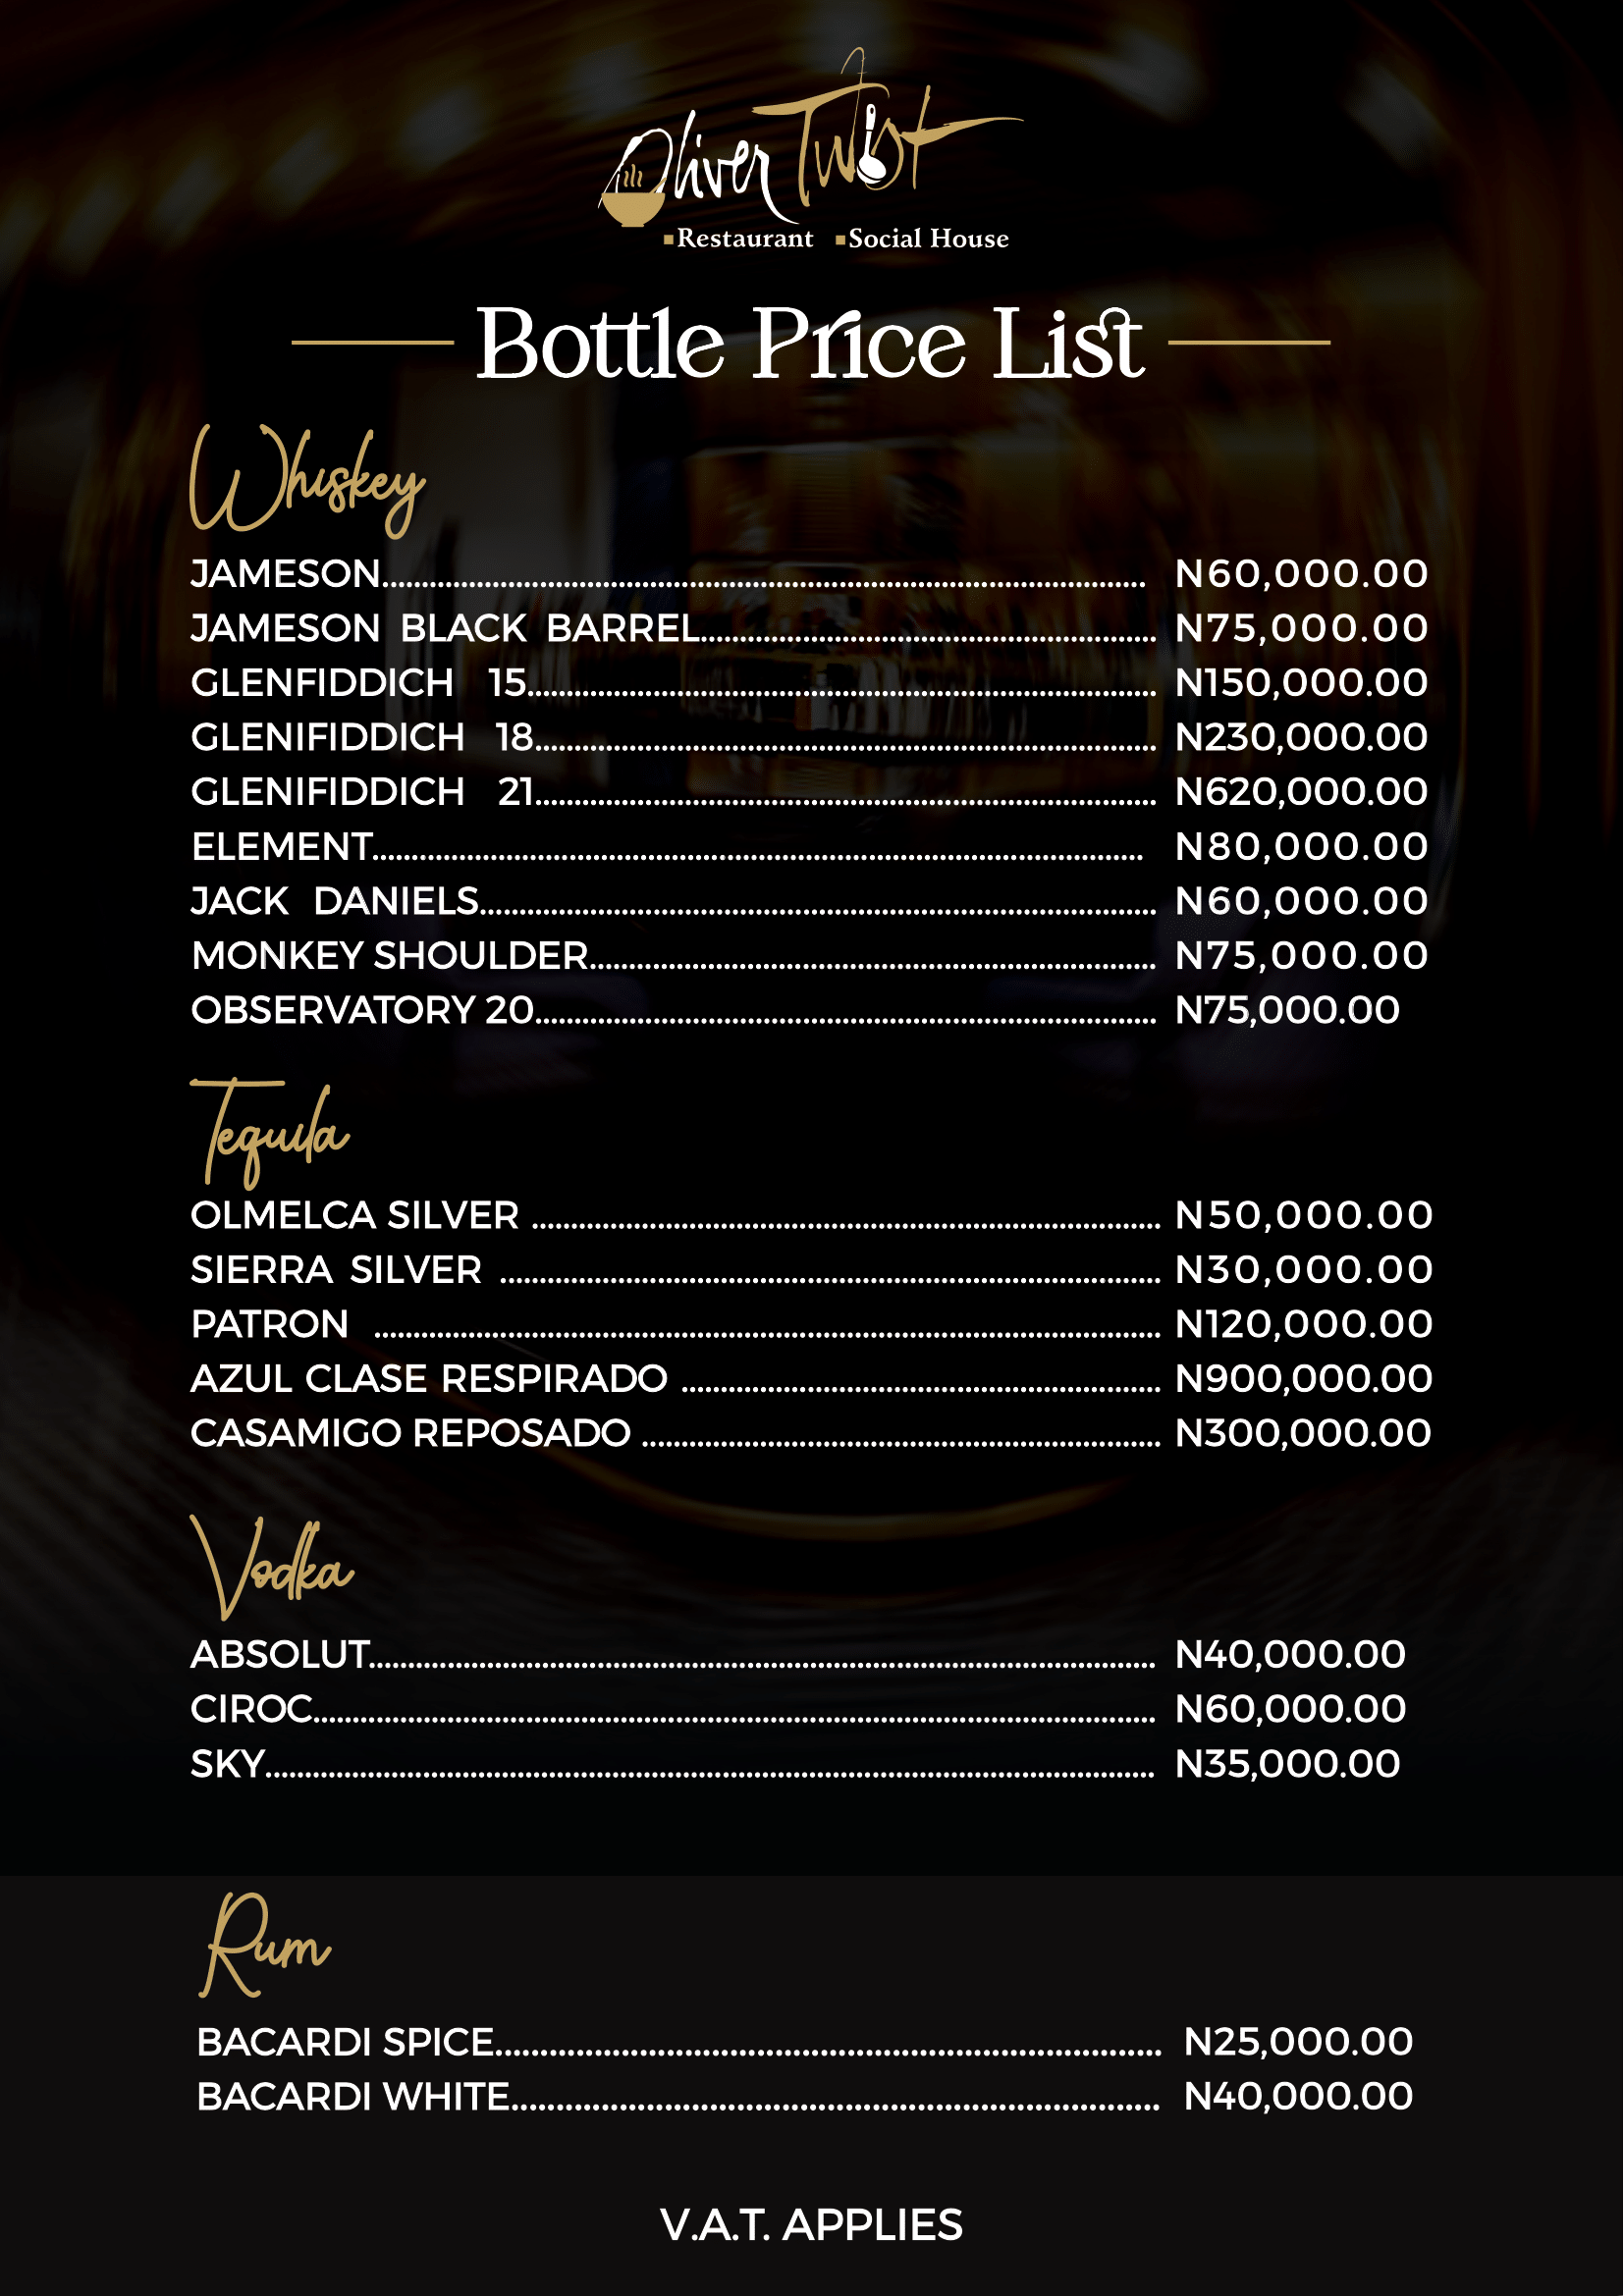 Oliver Twist
Restaurant Social House
Bottle Price List
Whiskey
JAMESON................................................................ N60,000.00
JAMESON BLACK BARREL................................................................ N75,000.00
GLENFIDDICH 15................................................................ N150,000.00
GLENIFIDDICH 18................................................................ N230,000.00
GLENIFIDDICH 21................................................................ N620,000.00
ELEMENT................................................................ N80,000.00
JACK DANIELS................................................................ N60,000.00
MONKEY SHOULDER................................................................ N75,000.00
OBSERVATORY 20................................................................ N75,000.00
Tequila
OLMELCA SILVER ................................................................ N50,000.00
SIERRA SILVER ................................................................ N30,000.00
PATRON ................................................................ N120,000.00
AZUL CLASE RESPIRADO ................................................................ N900,000.00
CASAMIGO REPOSADO ................................................................ N300,000.00
Vodka
ABSOLUT................................................................ N40,000.00
CIROC................................................................ N60,000.00
SKY................................................................ N35,000.00
Rum
BACARDI SPICE................................................................ N25,000.00
BACARDI WHITE................................................................ N40,000.00
V.A.T. APPLIES